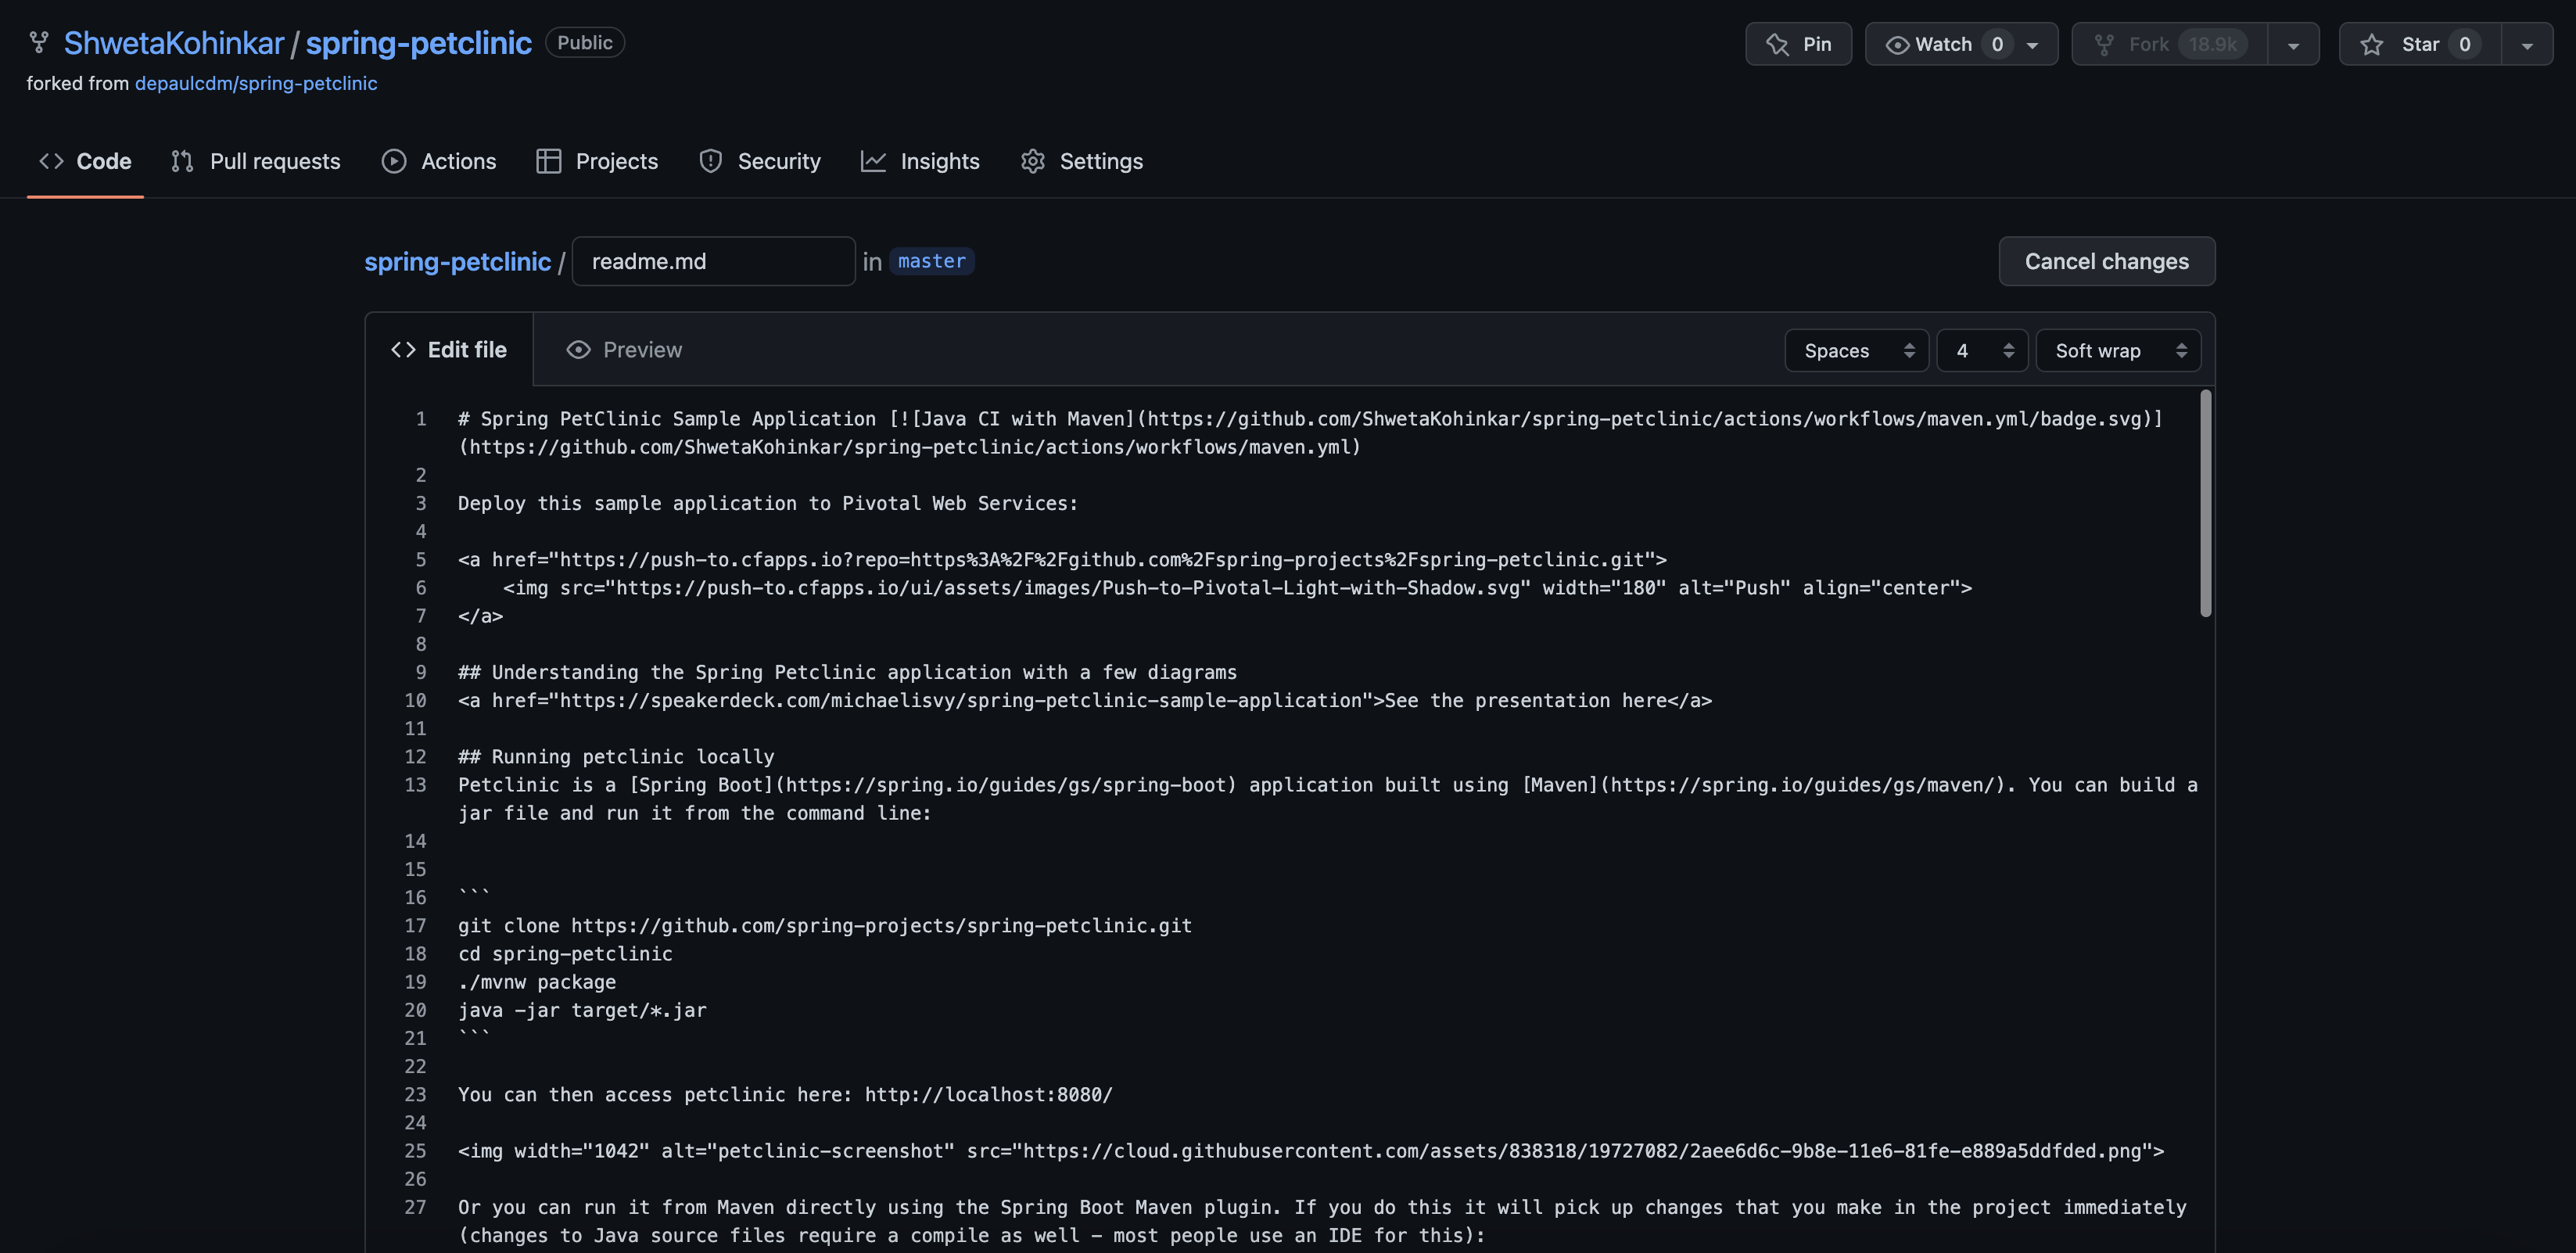 ShwetaKohinkar / spring-petclinic Public
Pin Watch 0 Fork 18.9k Star 0
forked from depaulcdm/spring-petclinic
Code Pull requests Actions Projects Security Insights Settings
spring-petclinic / readme.md in master Cancel changes
Edit file Preview Spaces 4 Soft wrap
1 # Spring PetClinic Sample Application [![Java CI with Maven](https://github.com/ShwetaKohinkar/spring-petclinic/actions/workflows/maven.yml/badge.svg)]
(https://github.com/ShwetaKohinkar/spring-petclinic/actions/workflows/maven.yml)
2
3 Deploy this sample application to Pivotal Web Services:
4
5 <a href="https://push-to.cfapps.io?repo=https%3A%2F%2Fgithub.com%2Fspring-projects%2Fspring-petclinic.git">
6     <img src="https://push-to.cfapps.io/ui/assets/images/Push-to-Pivotal-Light-with-Shadow.svg" width="180" alt="Push" align="center">
7 </a>
8
9 ## Understanding the Spring Petclinic application with a few diagrams
10 <a href="https://speakerdeck.com/michaelisvy/spring-petclinic-sample-application">See the presentation here</a>
11
12 ## Running petclinic locally
13 Petclinic is a [Spring Boot](https://spring.io/guides/gs/spring-boot) application built using [Maven](https://spring.io/guides/gs/maven/). You can build a
jar file and run it from the command line:
14
15
16 ```
17 git clone https://github.com/spring-projects/spring-petclinic.git
18 cd spring-petclinic
19 ./mvnw package
20 java -jar target/*.jar
21 ```
22
23 You can then access petclinic here: http://localhost:8080/
24
25 <img width="1042" alt="petclinic-screenshot" src="https://cloud.githubusercontent.com/assets/838318/19727082/2aee6d6c-9b8e-11e6-81fe-e889a5ddfded.png">
26
27 Or you can run it from Maven directly using the Spring Boot Maven plugin. If you do this it will pick up changes that you make in the project immediately
(changes to Java source files require a compile as well - most people use an IDE for this):